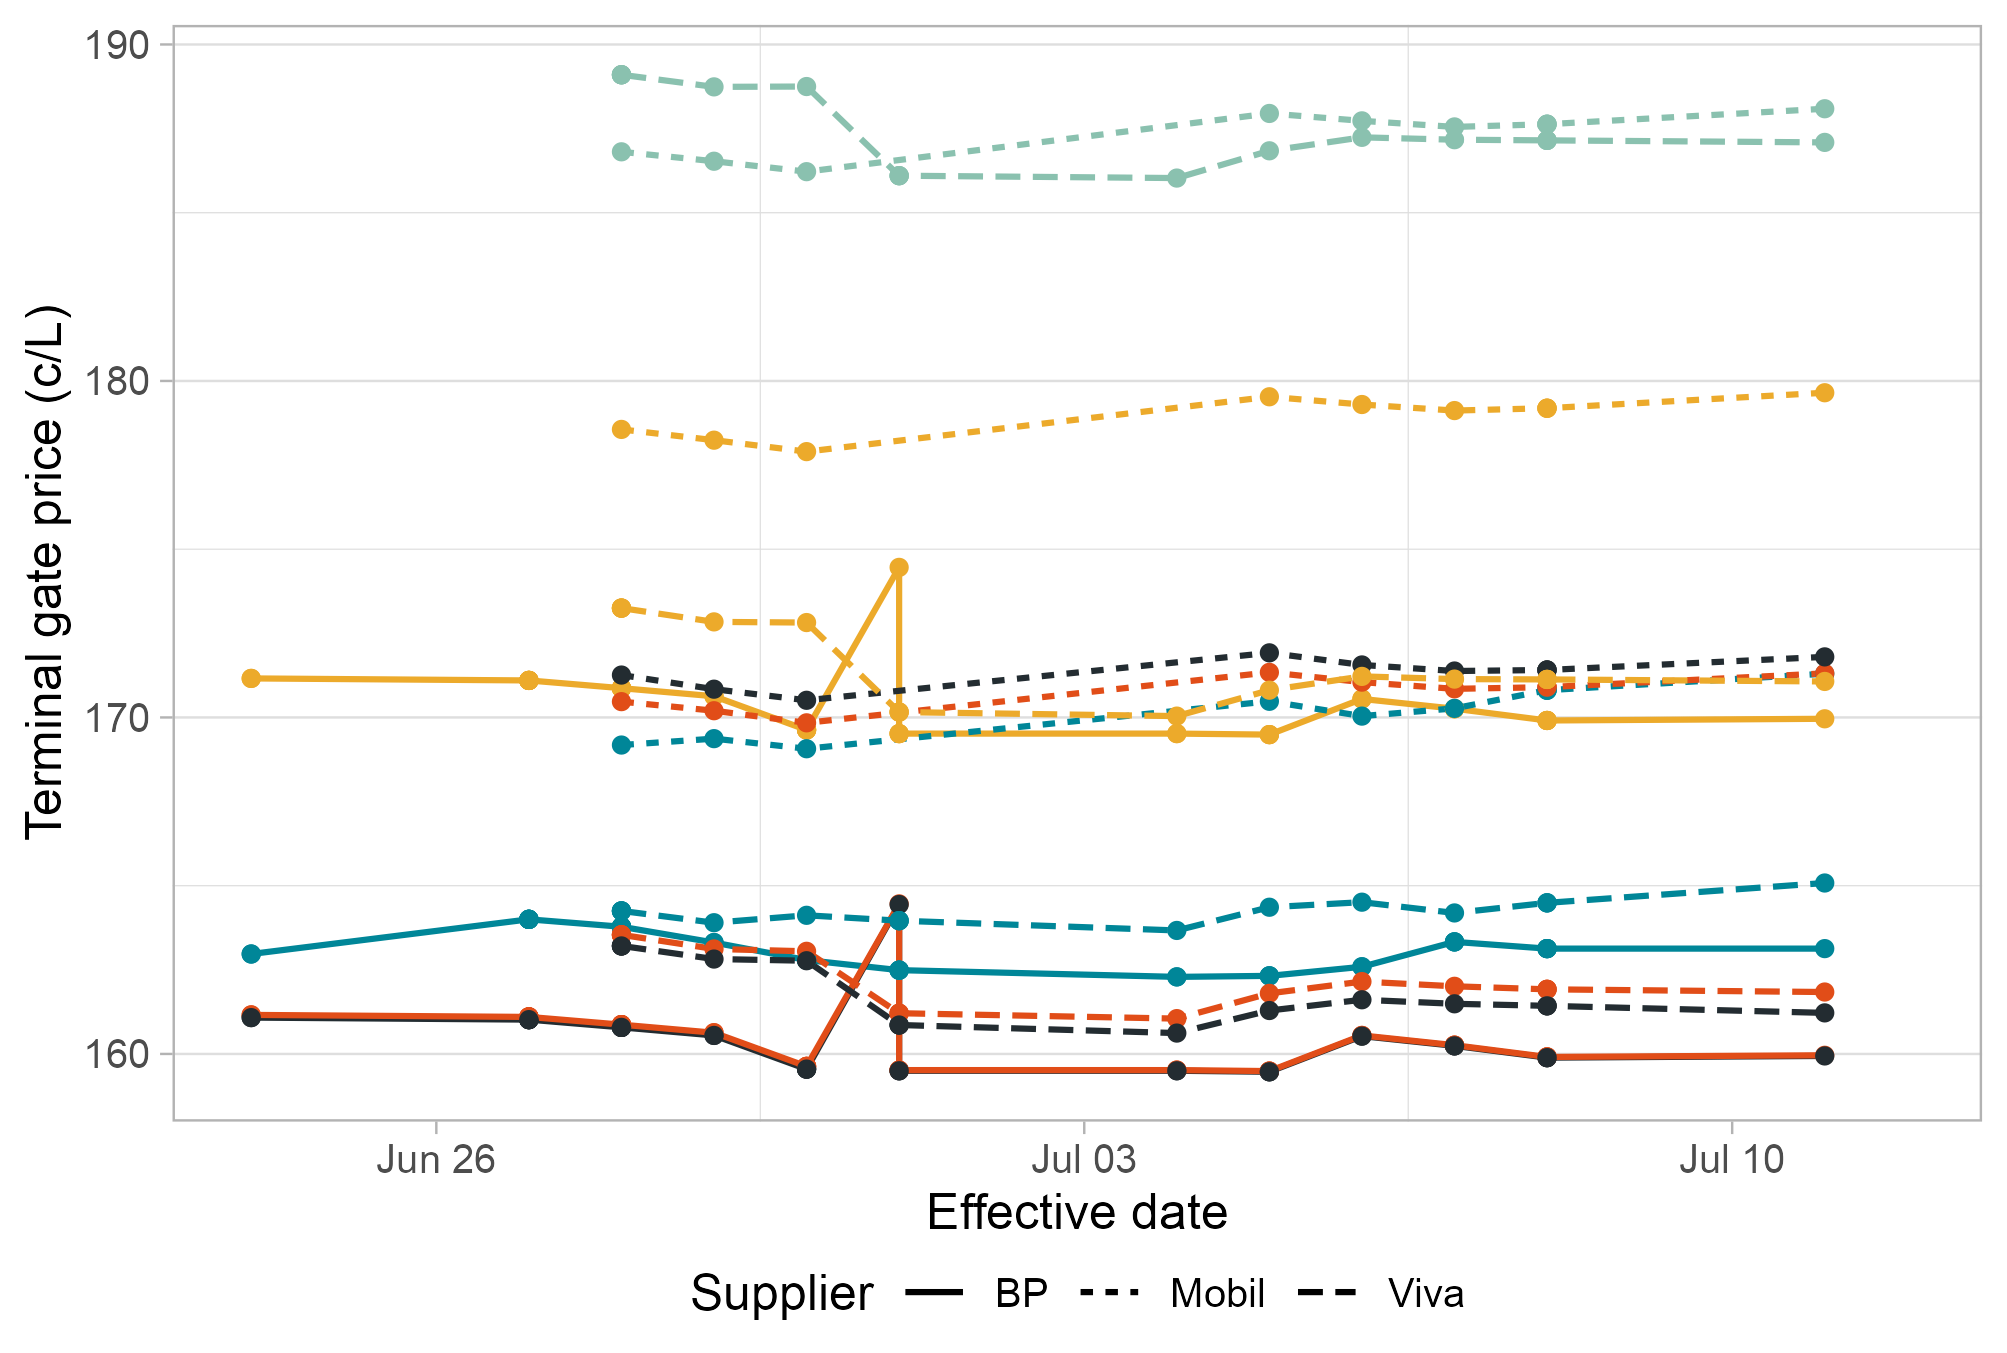 190
180
170
160
Terminal gate price (c/L)
Jun 26 Jul 03 Jul 10
Effective date
Supplier BP Mobil Viva